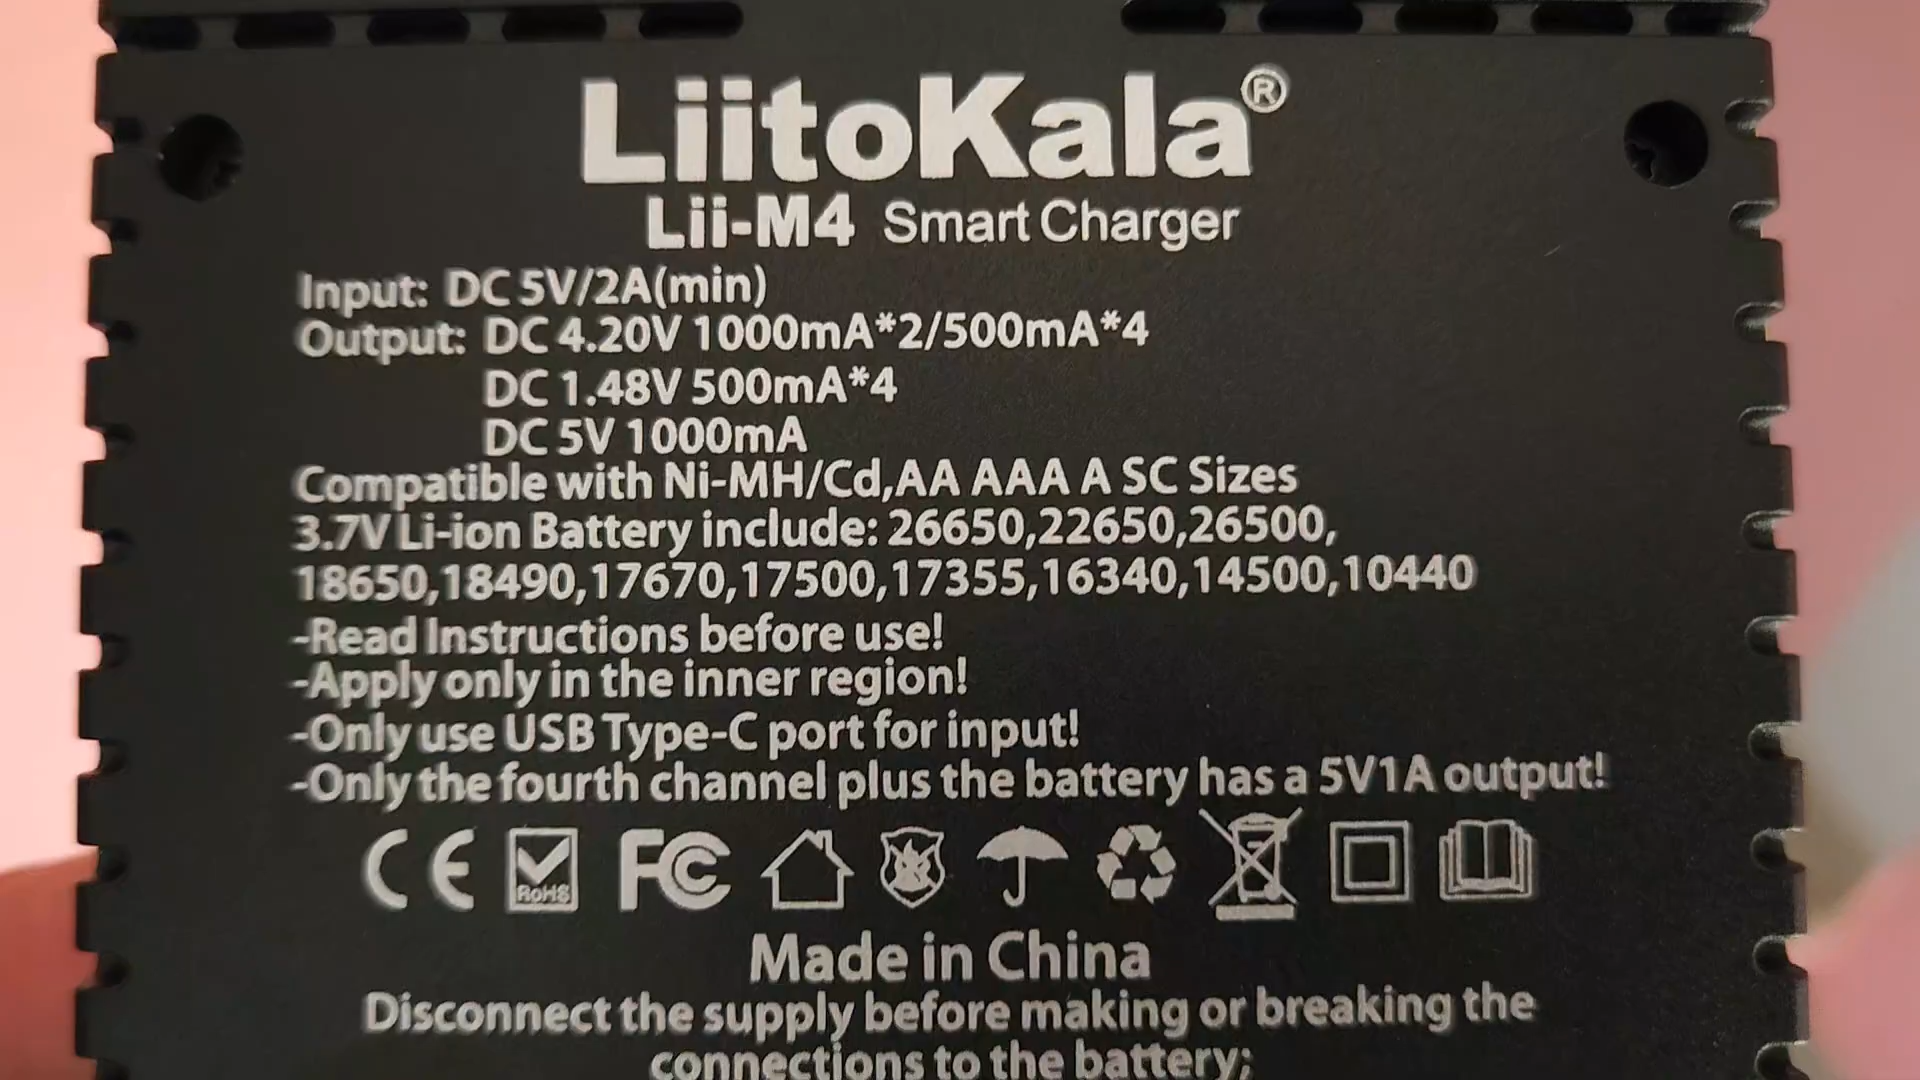 LiitoKala®
Lii-M4 Smart Charger
Input: DC 5V/2A(min)
Output: DC 4.20V 1000mA*2/500mA*4
DC 1.48V 500mA*4
DC 5V 1000mA
Compatible with Ni-MH/Cd,AA AAA A SC Sizes
3.7V Li-ion Battery include: 26650,22650,26500,
18650,18490,17670,17500,17355,16340,14500,10440
-Read Instructions before use!
-Apply only in the inner region!
-Only use USB Type-C port for input!
-Only the fourth channel plus the battery has a 5V1A output!
CE RoHS FC
Made in China
Disconnect the supply before making or breaking the
connections to the battery;